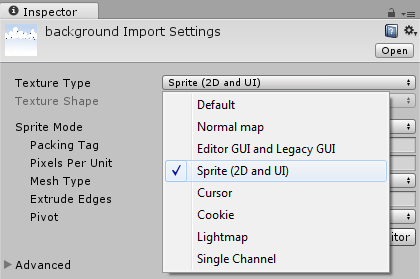 Inspector
background Import Settings
Open
Texture Type
Sprite (2D and UI)
Texture Shape
Default
Sprite Mode
Normal map
Packing Tag
Editor GUI and Legacy GUI
Pixels Per Unit
Sprite (2D and UI)
Mesh Type
Cursor
Extrude Edges
Cookie
Pivot
Lightmap
itor
Single Channel
Advanced